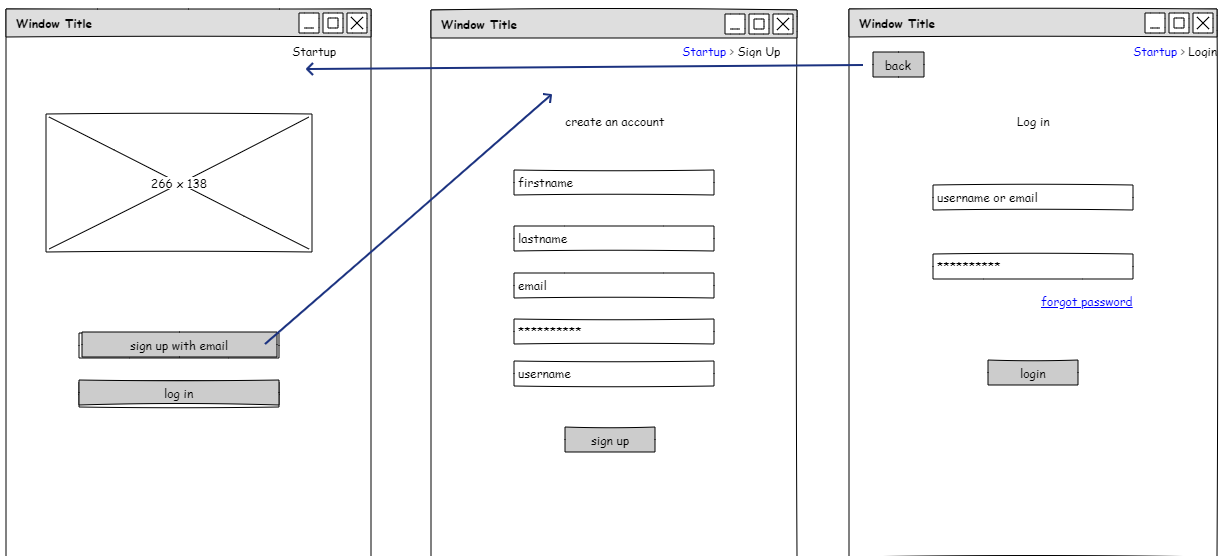 Window Title
Startup
266 x 138
sign up with email
log in
Window Title
Startup > Sign Up
create an account
firstname
lastname
email
**********
username
sign up
Window Title
Startup > Login
back
Log in
username or email
**********
forgot password
login